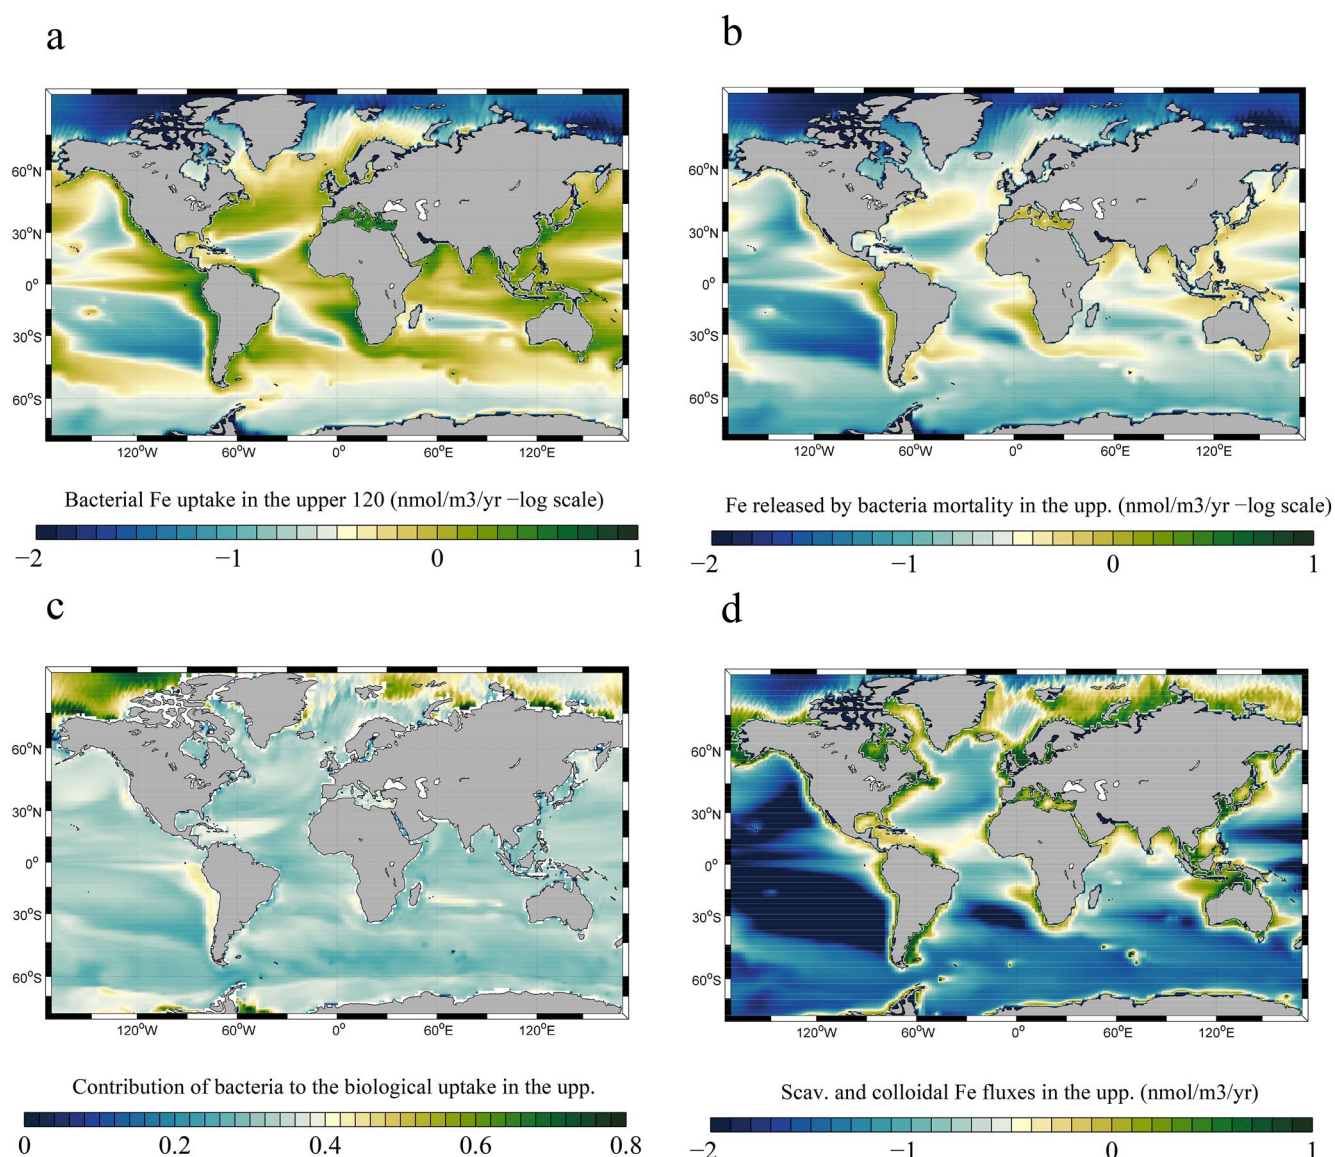 a
b
60°N
30°N
0°
30°S
60°S
120°W
60°W
0°
60°E
120°E
60°N
30°N
0°
30°S
60°S
120°W
60°W
0°
60°E
120°E
Bacterial Fe uptake in the upper 120 (nmol/m3/yr −log scale)
−2
−1
0
1
Fe released by bacteria mortality in the upp. (nmol/m3/yr −log scale)
−2
−1
0
1
c
d
60°N
30°N
0°
30°S
60°S
120°W
60°W
0°
60°E
120°E
60°N
30°N
0°
30°S
60°S
120°W
60°W
0°
60°E
120°E
Contribution of bacteria to the biological uptake in the upp.
0
0.2
0.4
0.6
0.8
Scav. and colloidal Fe fluxes in the upp. (nmol/m3/yr)
−2
−1
0
1